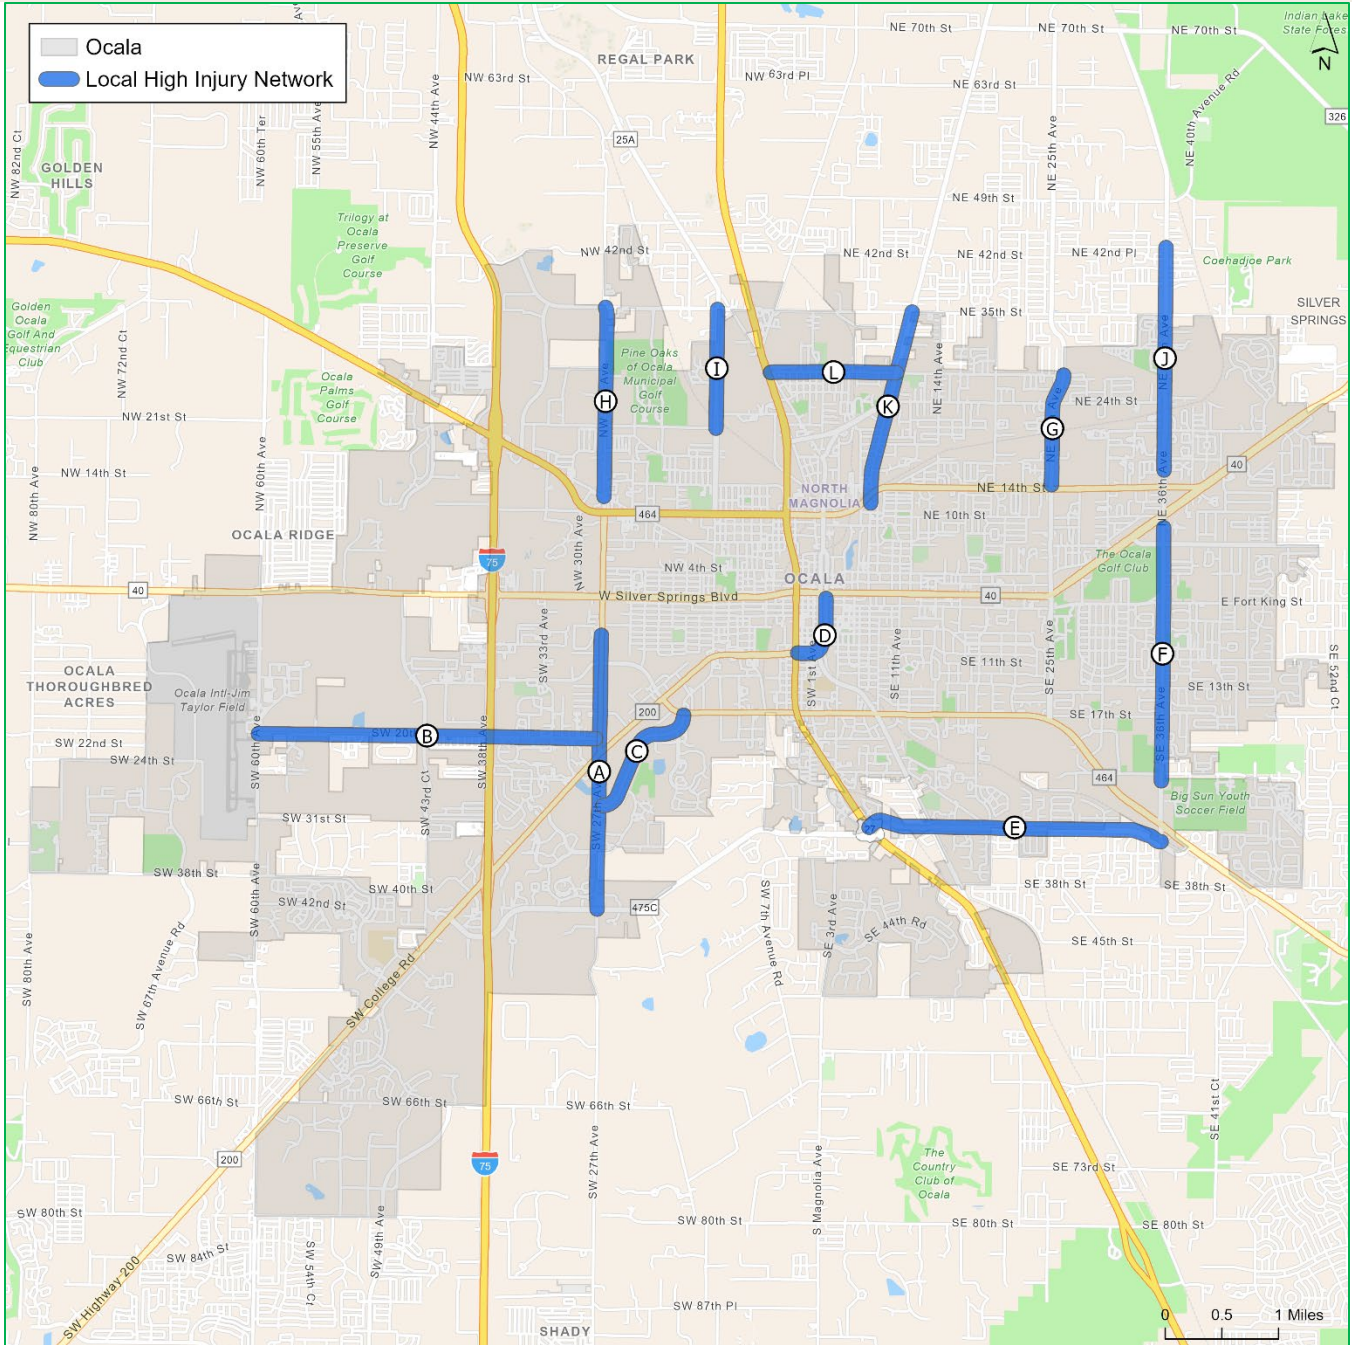 Ocala
Local High Injury Network
N
REGAL PARK
NW 63rd St
NW 63rd Pl
NE 63rd St
NE 70th St
NE 70th St
NE 70th St
Indian Lake
State Fores
326
NE 40th Avenue Rd
NW 82nd Ct
NW 60th Ter
NW 55th Ave
NW 44th Ave
NE 25th Ave
25A
GOLDEN
HILLS
NE 49th St
Trilogy at
Ocala
Preserve
Golf
Course
NW 42nd St
NE 42nd St
NE 42nd St
NE 42nd Pl
Coehadjoe Park
SILVER
SPRINGS
Golden
Ocala
Golf And
Equestrian
Club
NW 72nd Ct
NE 35th St
H
I
L
K
G
J
Pine Oaks
of Ocala
Municipal
Golf
Course
NE 14th Ave
NE 24th St
Ocala
Palms
Golf
Course
NW 21st St
NW 14th St
NW 80th Ave
NW 60th Ave
NORTH
MAGNOLIA
NE 14th St
NE 10th St
NE 36th Ave
40
464
OCALA RIDGE
75
NW 30th Ave
NW 4th St
OCALA
The Ocala
Golf Club
40
W Silver Springs Blvd
40
E Fort King St
SW 33rd Ave
SW 1st Ave
SE 11th Ave
SE 11th St
SE 25th Ave
D
F
SE 13th St
SE 52nd Ct
OCALA
THOROUGHBRED
ACRES
Ocala Intl-Jim
Taylor Field
200
SE 17th St
SE 36th Ave
SW 22nd St
SW 24th St
SW 60th Ave
SW 20th
B
SW 38th Ave
C
A
SW 27th Ave
464
Big Sun Youth
Soccer Field
SW 43rd Ct
SW 31st St
E
SW 38th St
SW 40th St
SW 42nd St
SW 60th Ave
475C
SE 38th St
SE 38th St
SW 7th Avenue Rd
SE 3rd Ave
SE 44th Rd
SE 45th St
SW 80th Ave
SW 67th Avenue Rd
SW College Rd
SW 66th St
SW 66th St
SW 66th St
SE 41st Ct
200
75
SW 27th Ave
S Magnolia Ave
The
Country
Club of
Ocala
SE 73rd St
SW 80th St
SW 80th St
SE 80th St
SE 80th St
SW 84th St
SW 54th Ct
SW 49th Ave
SW Highway 200
SW 87th Pl
SHADY
0 0.5 1 Miles